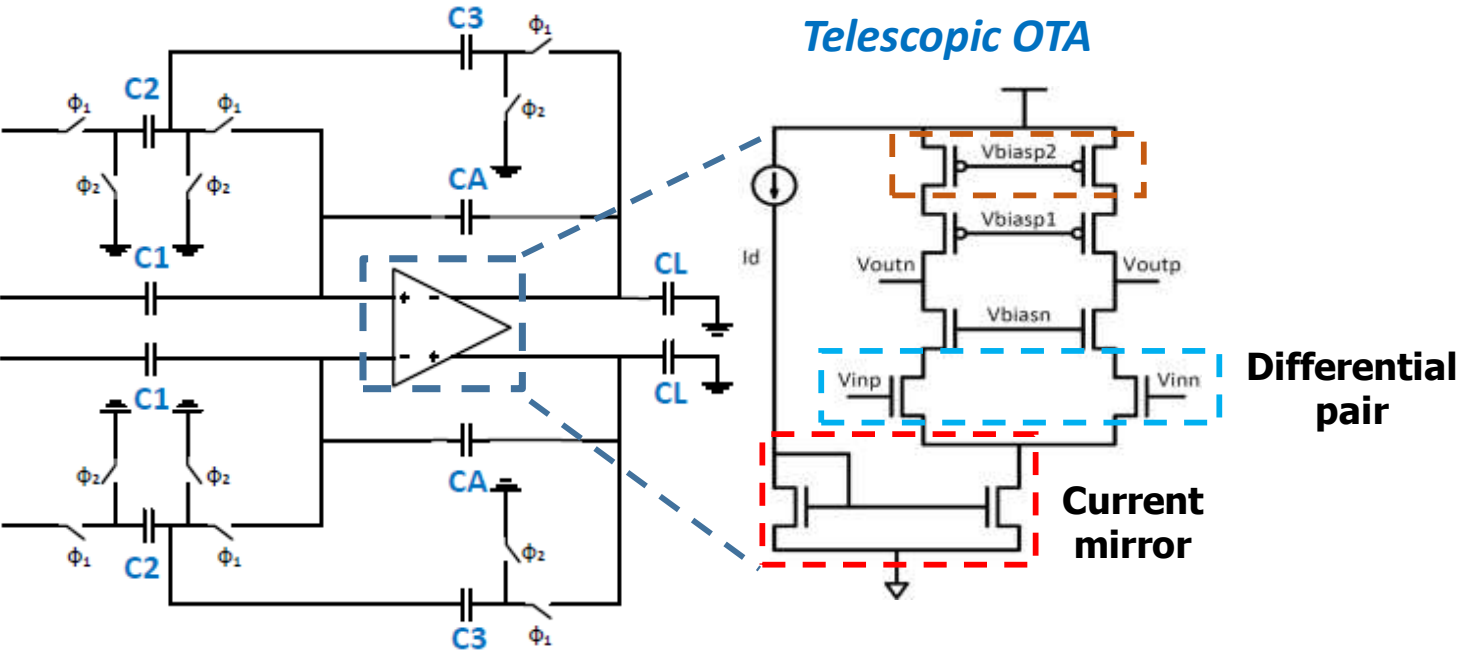 C3
Φ₁
Telescopic OTA
C2
Φ₁
Φ₁
Φ₂
Φ₂
Φ₂
CA
Vbiasp2
Vbiasp1
Id
Voutn
Voutp
C1
CL
+ -
- +
Vbiasn
C1
CL
Vinp
Vinn
Differential
pair
Φ₂
Φ₂
CA
Φ₂
Current
mirror
Φ₁
C2
Φ₁
C3
Φ₁